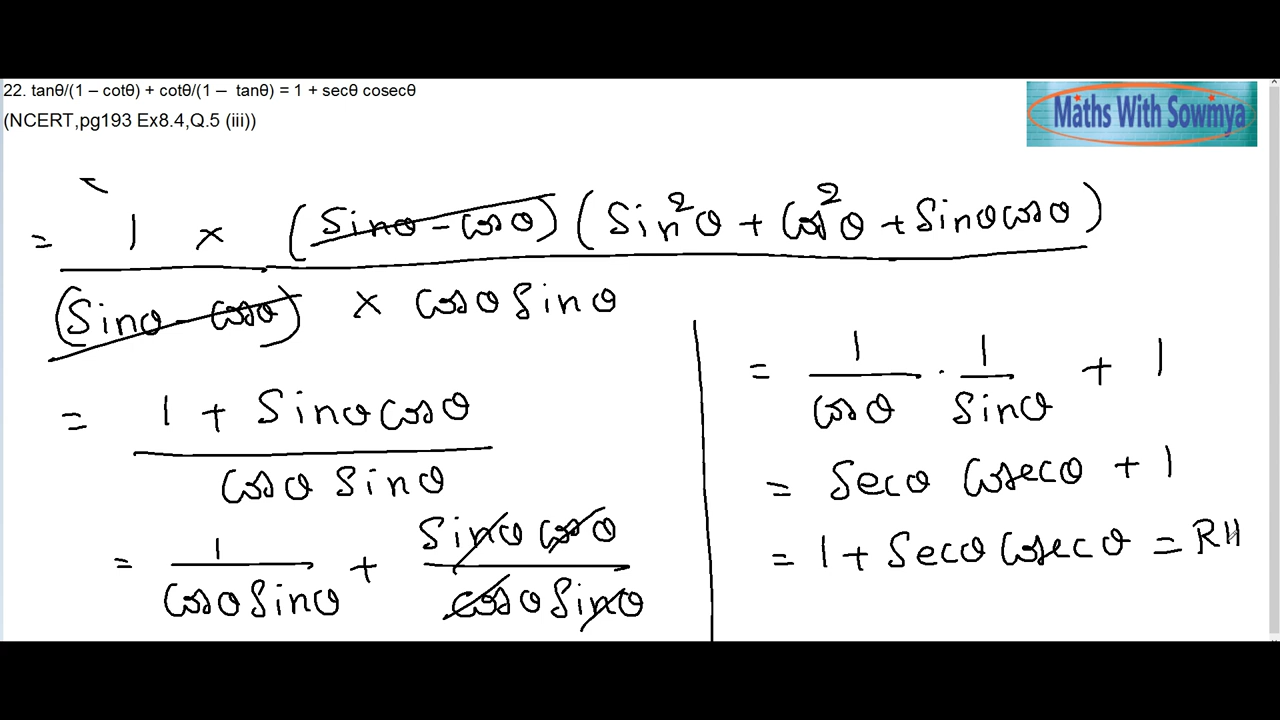 22. tanθ/(1 – cotθ) + cotθ/(1 – tanθ) = 1 + secθ cosecθ
(NCERT,pg193 Ex8.4,Q.5 (iii))
Maths With Sowmya
= 1 × (Sinθ - Cosθ) (Sin²θ + Cos²θ + Sinθ Cosθ)
(Sinθ - Cosθ) × Cosθ Sinθ
= 1 + Sinθ Cosθ
Cosθ Sinθ
= 1 + Sinθ Cosθ
CosθSinθ CosθSinθ
= 1 . 1 + 1
Cosθ Sinθ
= Secθ Cosecθ + 1
= 1 + Secθ Cosecθ = RH